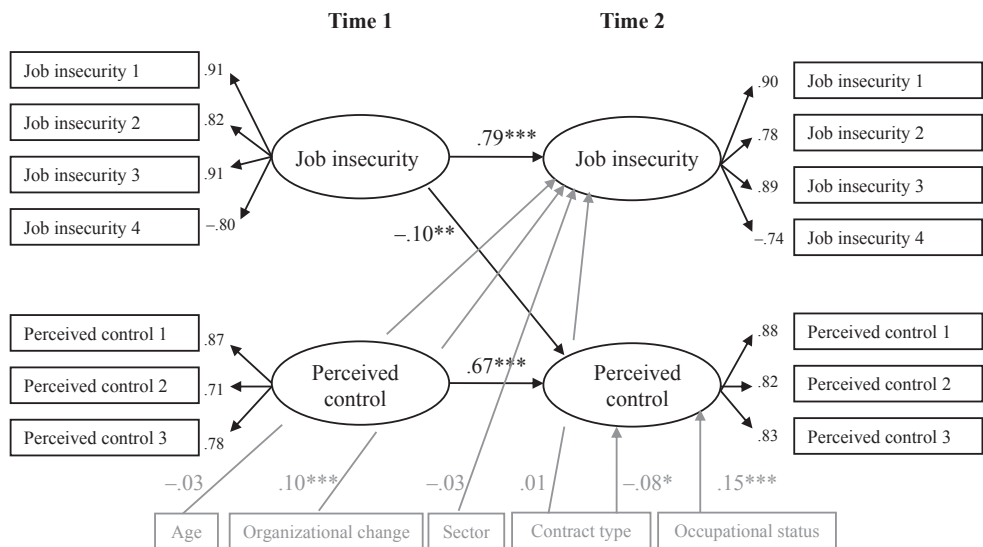 Time 1
Time 2
Job insecurity 1
Job insecurity 2
Job insecurity 3
Job insecurity 4
.91
.82
.91
–.80
Job insecurity
.79***
Job insecurity
.90
.78
.89
–.74
Job insecurity 1
Job insecurity 2
Job insecurity 3
Job insecurity 4
–.10**
Perceived control 1
Perceived control 2
Perceived control 3
.87
.71
.78
Perceived
control
.67***
Perceived
control
.88
.82
.83
Perceived control 1
Perceived control 2
Perceived control 3
–.03
.10***
–.03
.01
–.08*
.15***
Age
Organizational change
Sector
Contract type
Occupational status